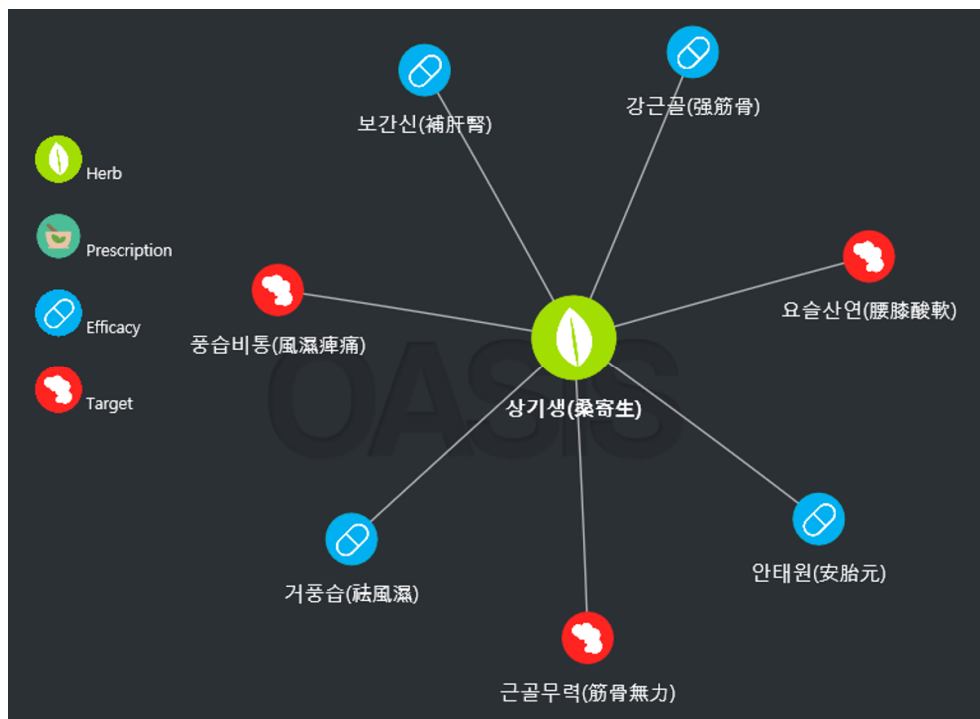 강근골(强筋骨)
보간신(補肝腎)
Herb
Prescription
요슬산연(腰膝酸軟)
Efficacy
풍습비통(風濕痺痛)
Target
상기생(桑寄生)
OASIS
안태원(安胎元)
거풍습(祛風濕)
근골무력(筋骨無力)